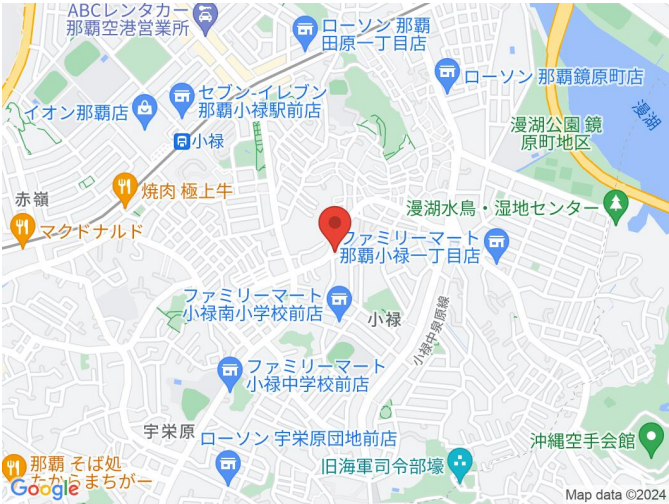 ABCレンタカー
那覇空港営業所
ローソン 那覇
田原一丁目店
セブン-イレブン
那覇小禄駅前店
ローソン 那覇鏡原町店
イオン那覇店
小禄
漫湖
漫湖公園 鏡
原町地区
赤嶺
焼肉 極上牛
漫湖水鳥・湿地センター
マクドナルド
ファミリーマート
那覇小禄一丁目店
ファミリーマート
小禄南小学校前店
小禄
小禄中泉原線
ファミリーマート
小禄中学校前店
宇栄原
ローソン 宇栄原団地前店
沖縄空手会館
旧海軍司令部壕
那覇 そば処
たからまちがー
Google
Map data ©2024